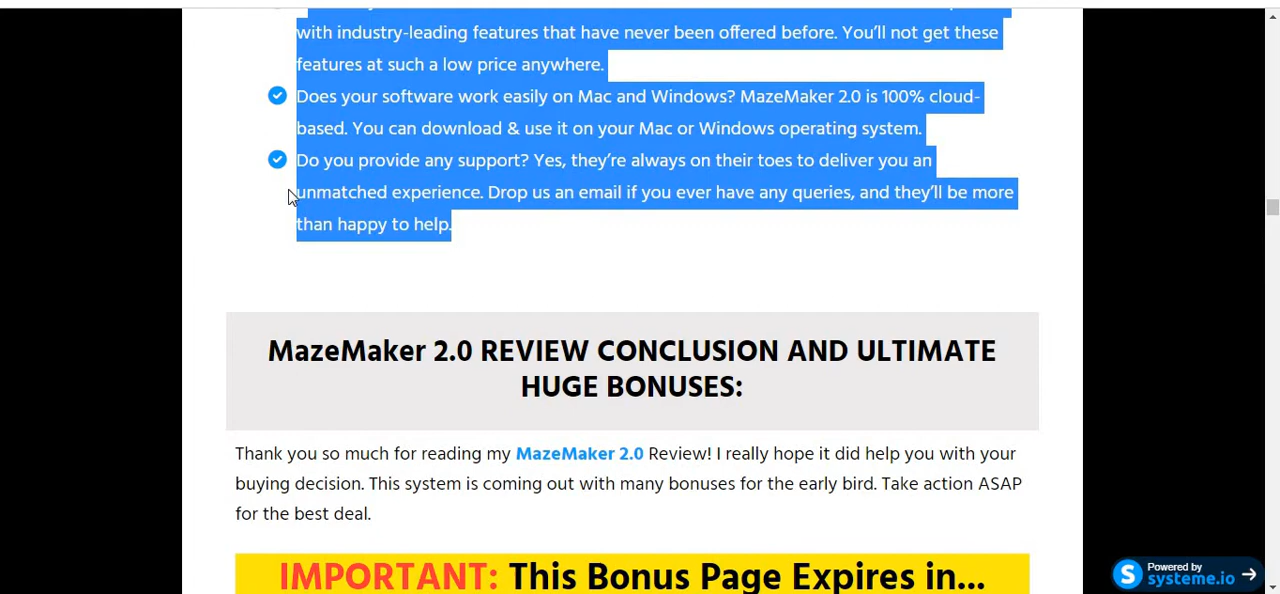 with industry-leading features that have never been offered before. You'll not get these
features at such a low price anywhere.
Does your software work easily on Mac and Windows? MazeMaker 2.0 is 100% cloud-
based. You can download & use it on your Mac or Windows operating system.
Do you provide any support? Yes, they're always on their toes to deliver you an
unmatched experience. Drop us an email if you ever have any queries, and they'll be more
than happy to help.
MazeMaker 2.0 REVIEW CONCLUSION AND ULTIMATE
HUGE BONUSES:
Thank you so much for reading my MazeMaker 2.0 Review! I really hope it did help you with your
buying decision. This system is coming out with many bonuses for the early bird. Take action ASAP
for the best deal.
IMPORTANT: This Bonus Page Expires in...
Powered by
systeme.io